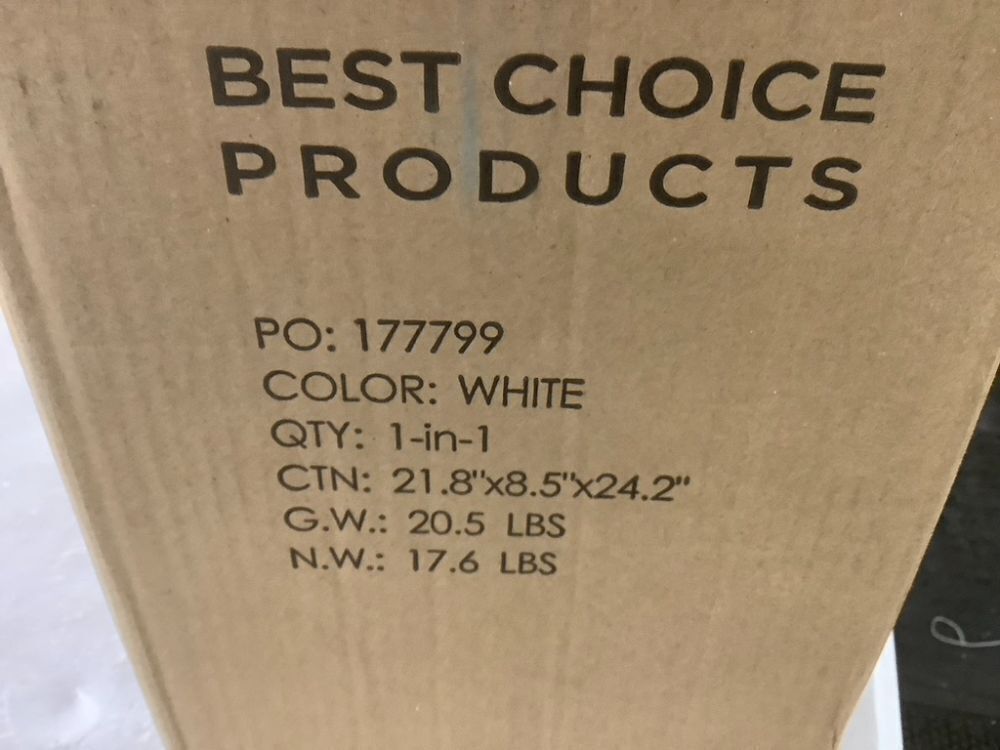 BEST CHOICE
PRODUCTS
PO: 177799
COLOR: WHITE
QTY: 1-in-1
CTN: 21.8"x8.5"x24.2"
G.W.: 20.5 LBS
N.W.: 17.6 LBS